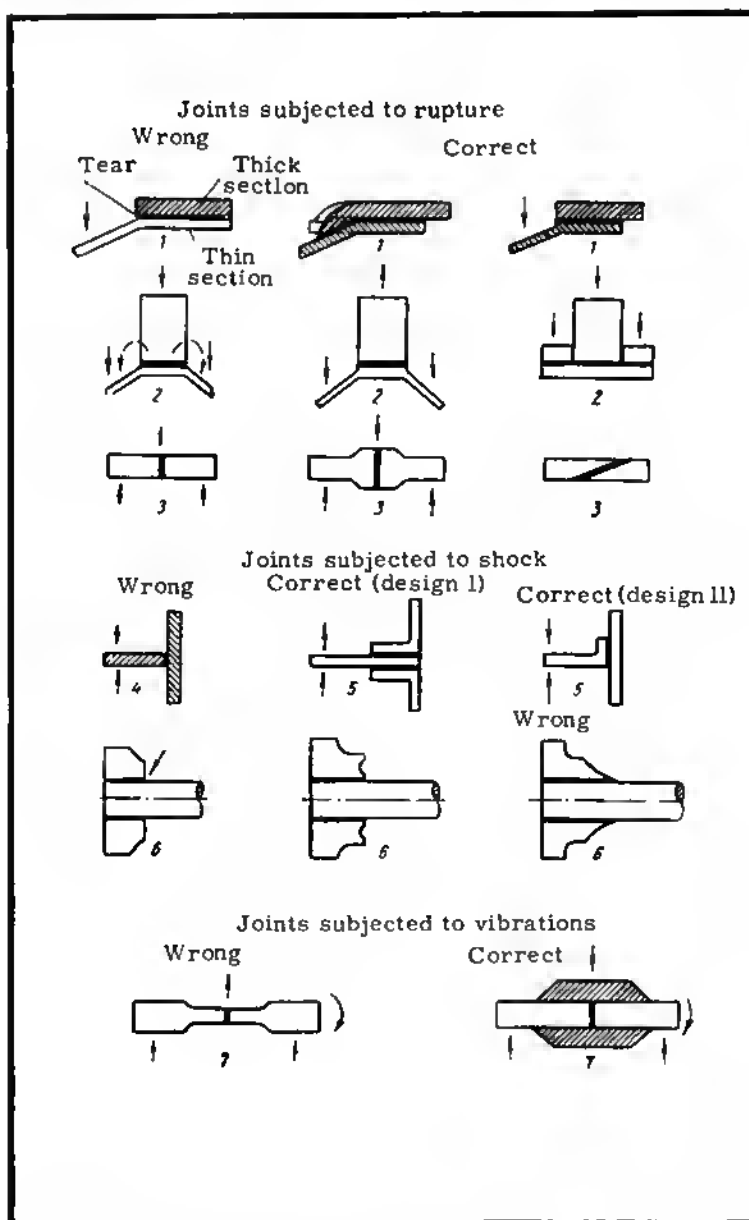 Joints subjected to rupture
Wrong
Correct
Tear
Thick
section
Thin
section
1 1 1
2 2 2
3 3 3
Joints subjected to shock
Wrong
Correct (design I)
Correct (design II)
4 5 5
Wrong
6 6 6
Joints subjected to vibrations
Wrong
Correct
7 7